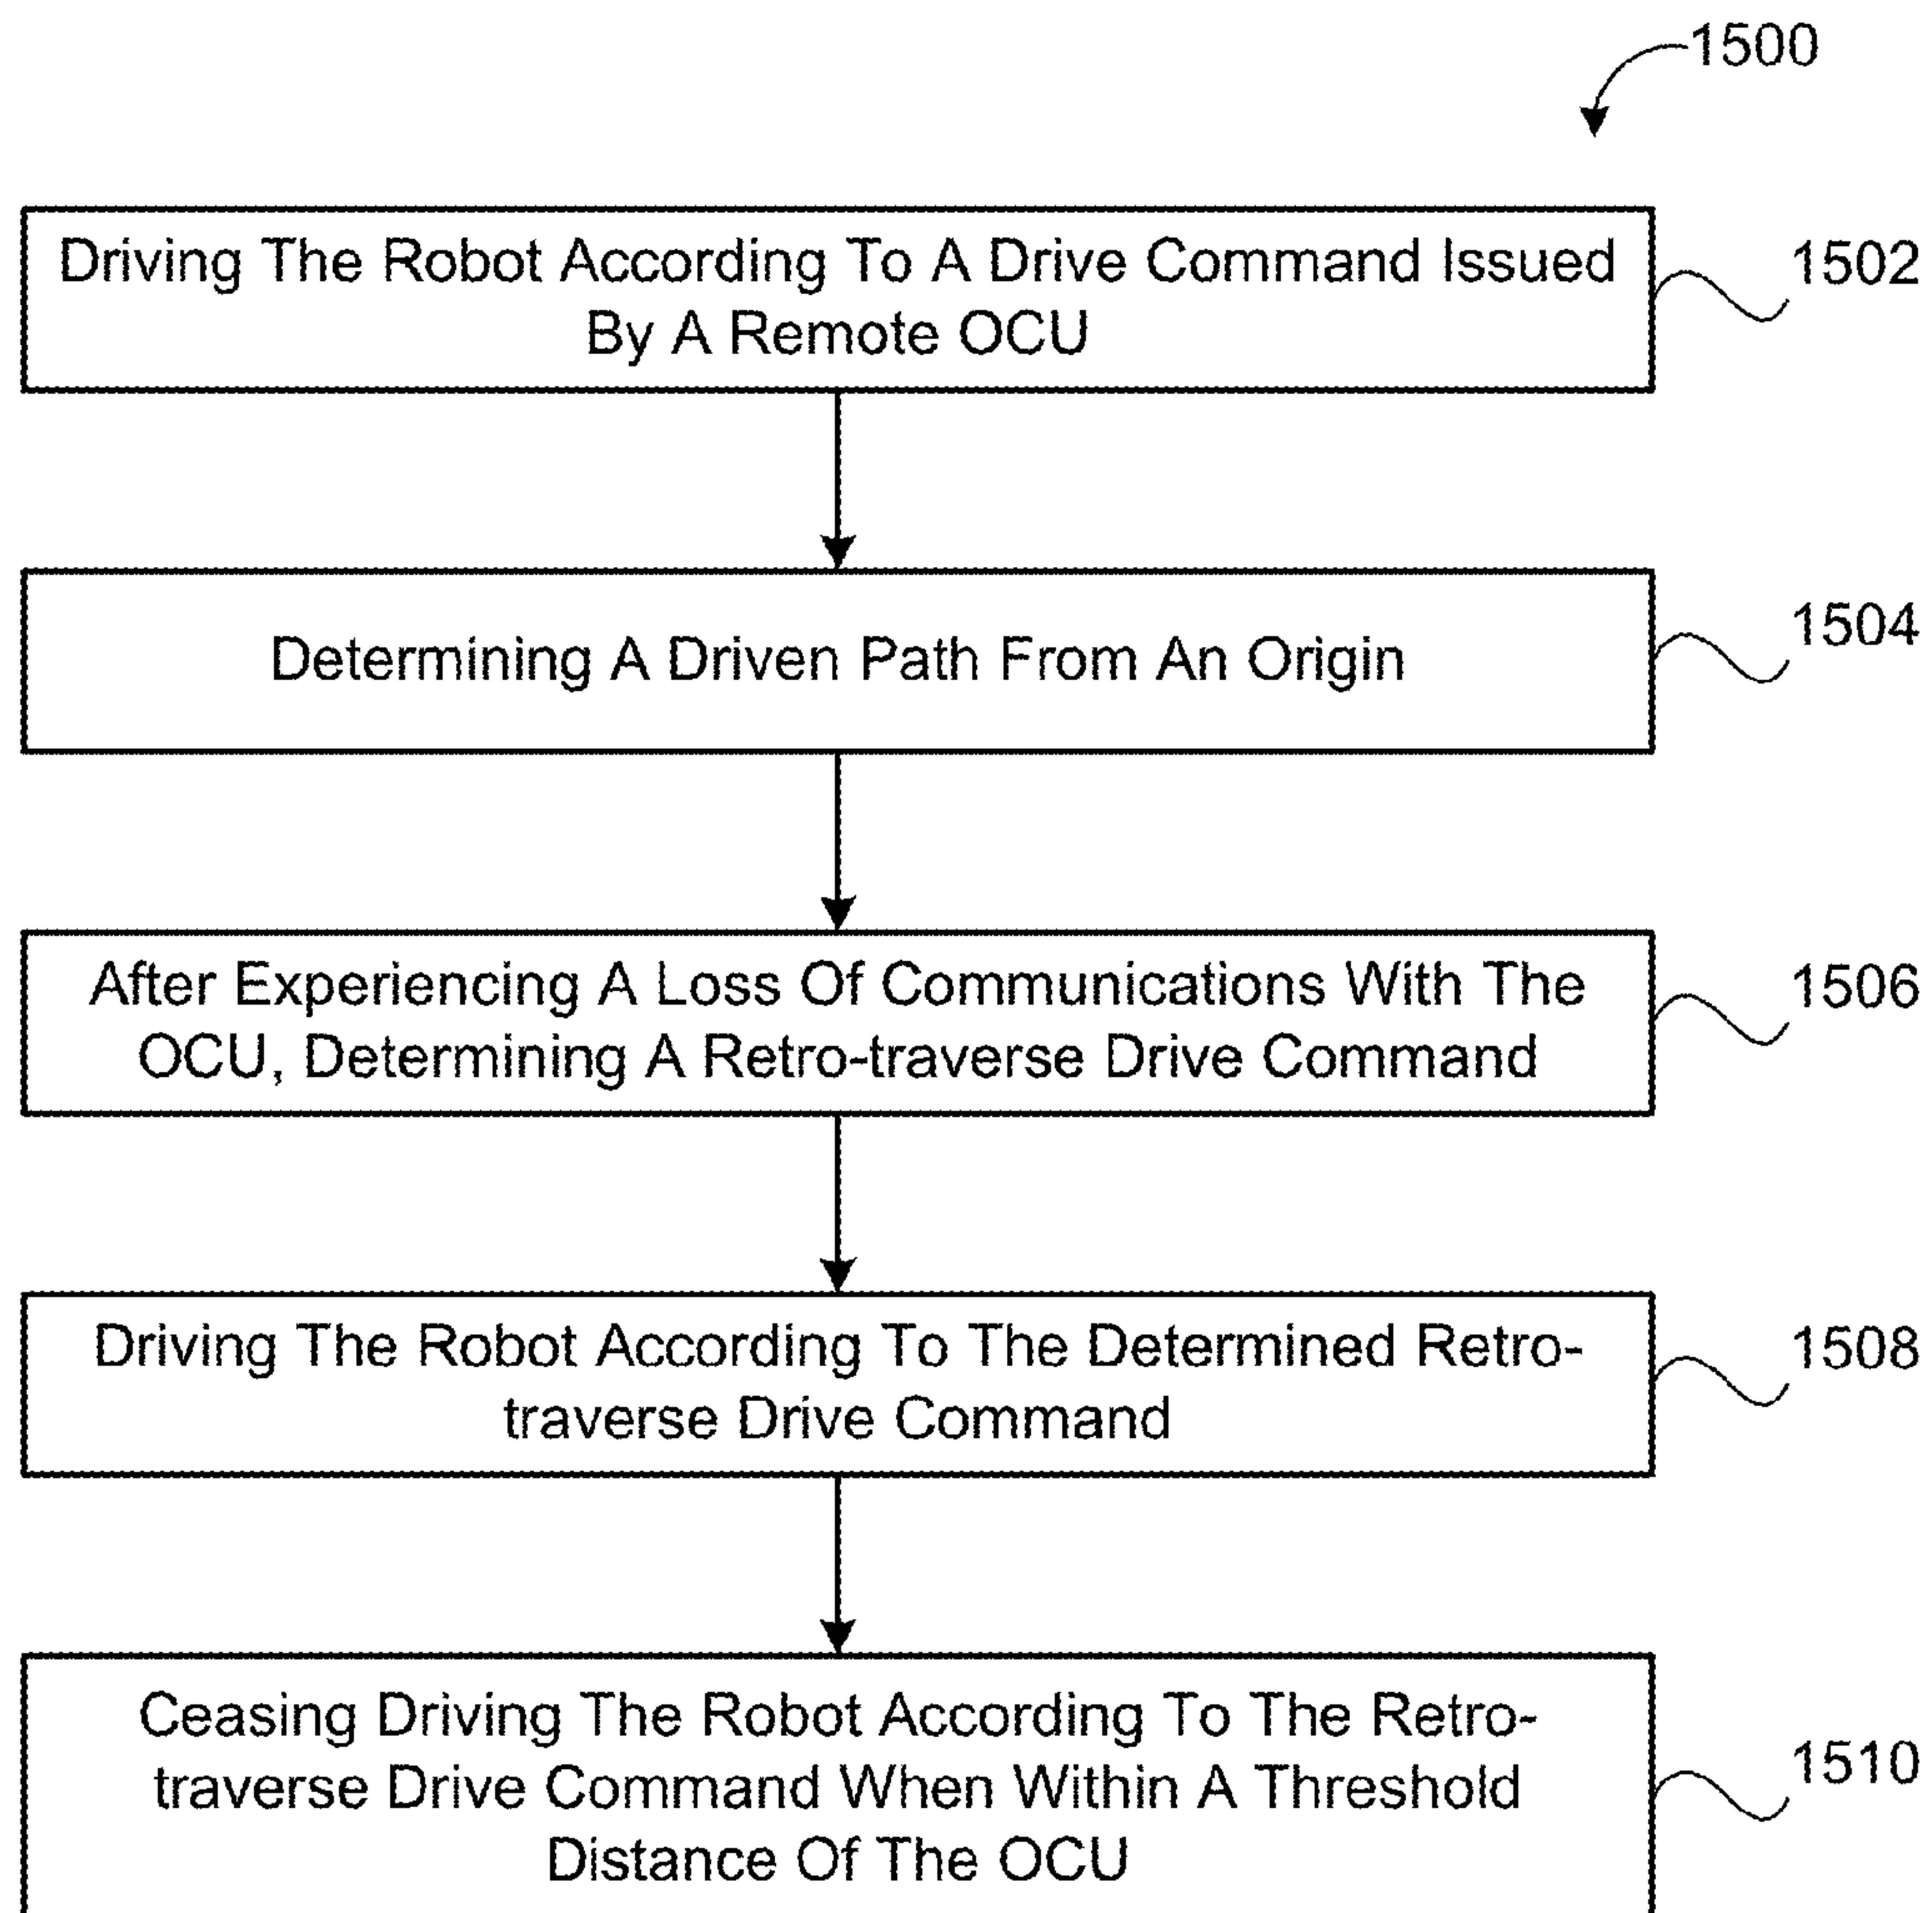 1500
Driving The Robot According To A Drive Command Issued
By A Remote OCU
1502
Determining A Driven Path From An Origin
1504
After Experiencing A Loss Of Communications With The
OCU, Determining A Retro-traverse Drive Command
1506
Driving The Robot According To The Determined Retro-
traverse Drive Command
1508
Ceasing Driving The Robot According To The Retro-
traverse Drive Command When Within A Threshold
Distance Of The OCU
1510